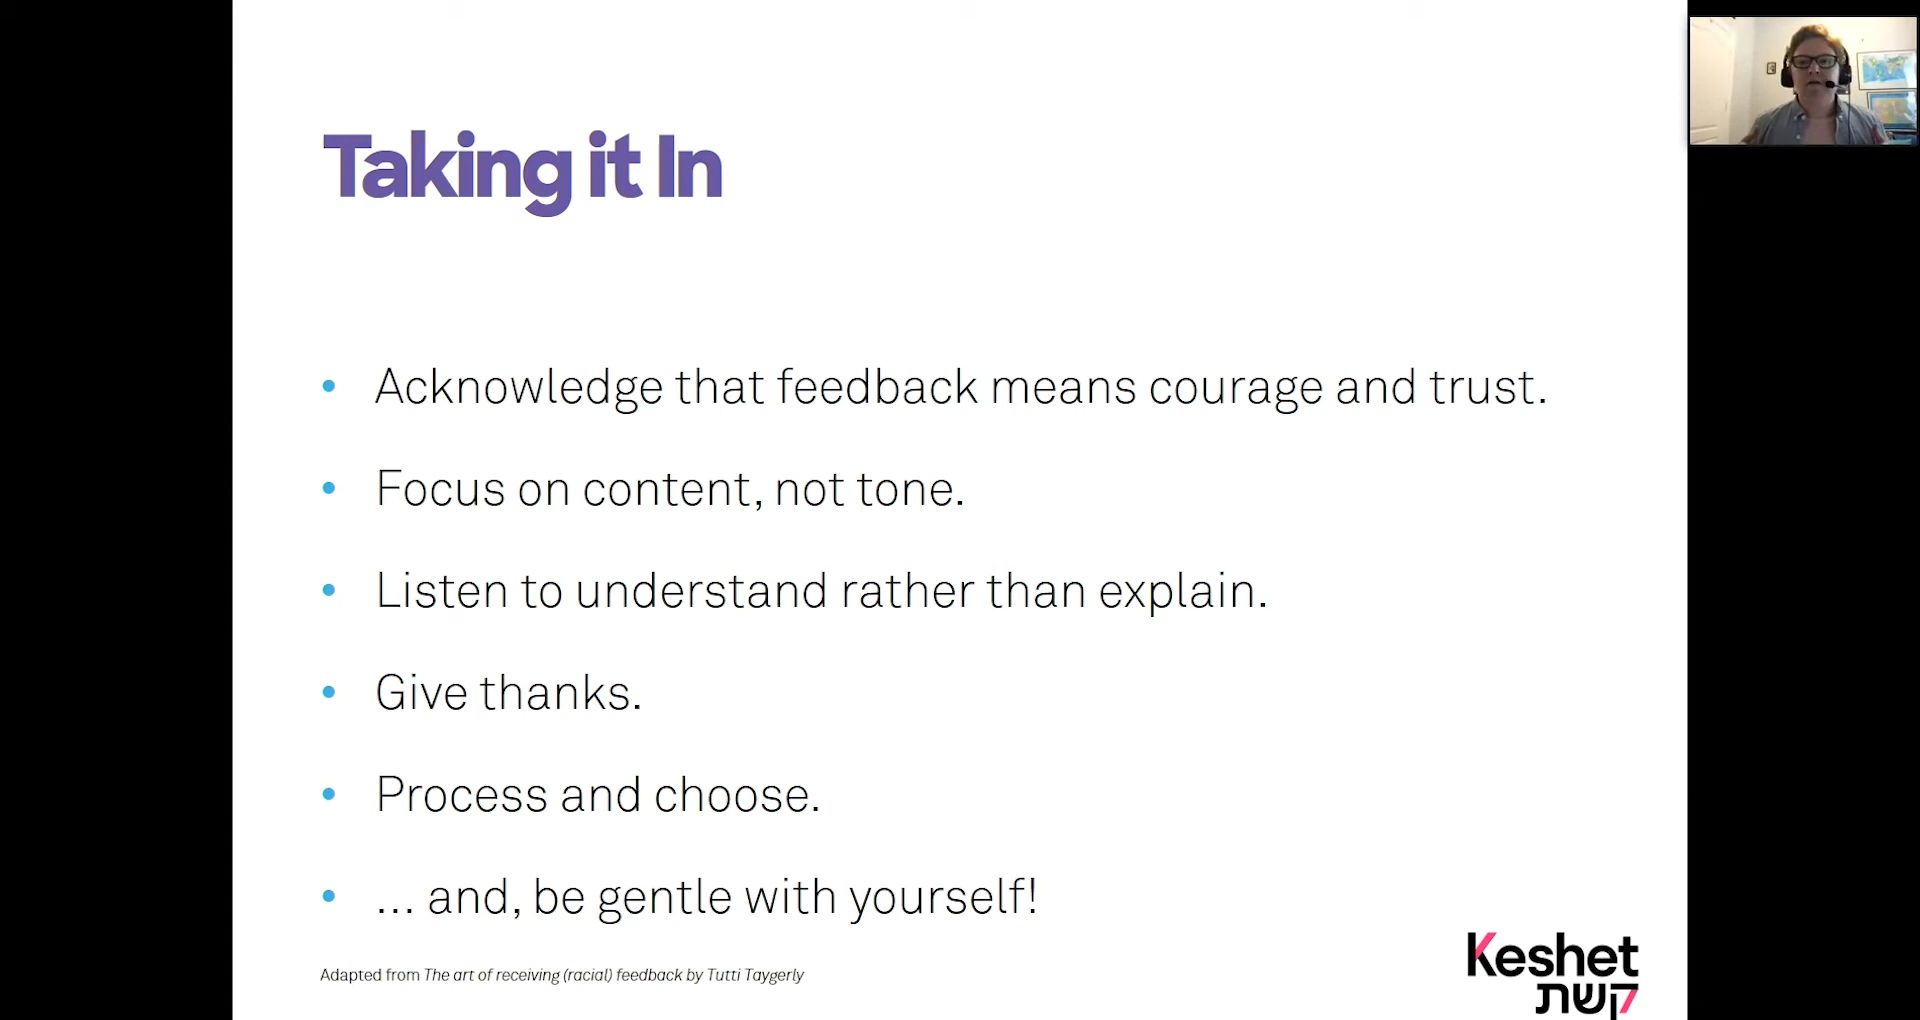 Taking it In
• Acknowledge that feedback means courage and trust.
• Focus on content, not tone.
• Listen to understand rather than explain.
• Give thanks.
• Process and choose.
• ... and, be gentle with yourself!
Adapted from The art of receiving (racial) feedback by Tutti Taygerly
Keshet
קשת